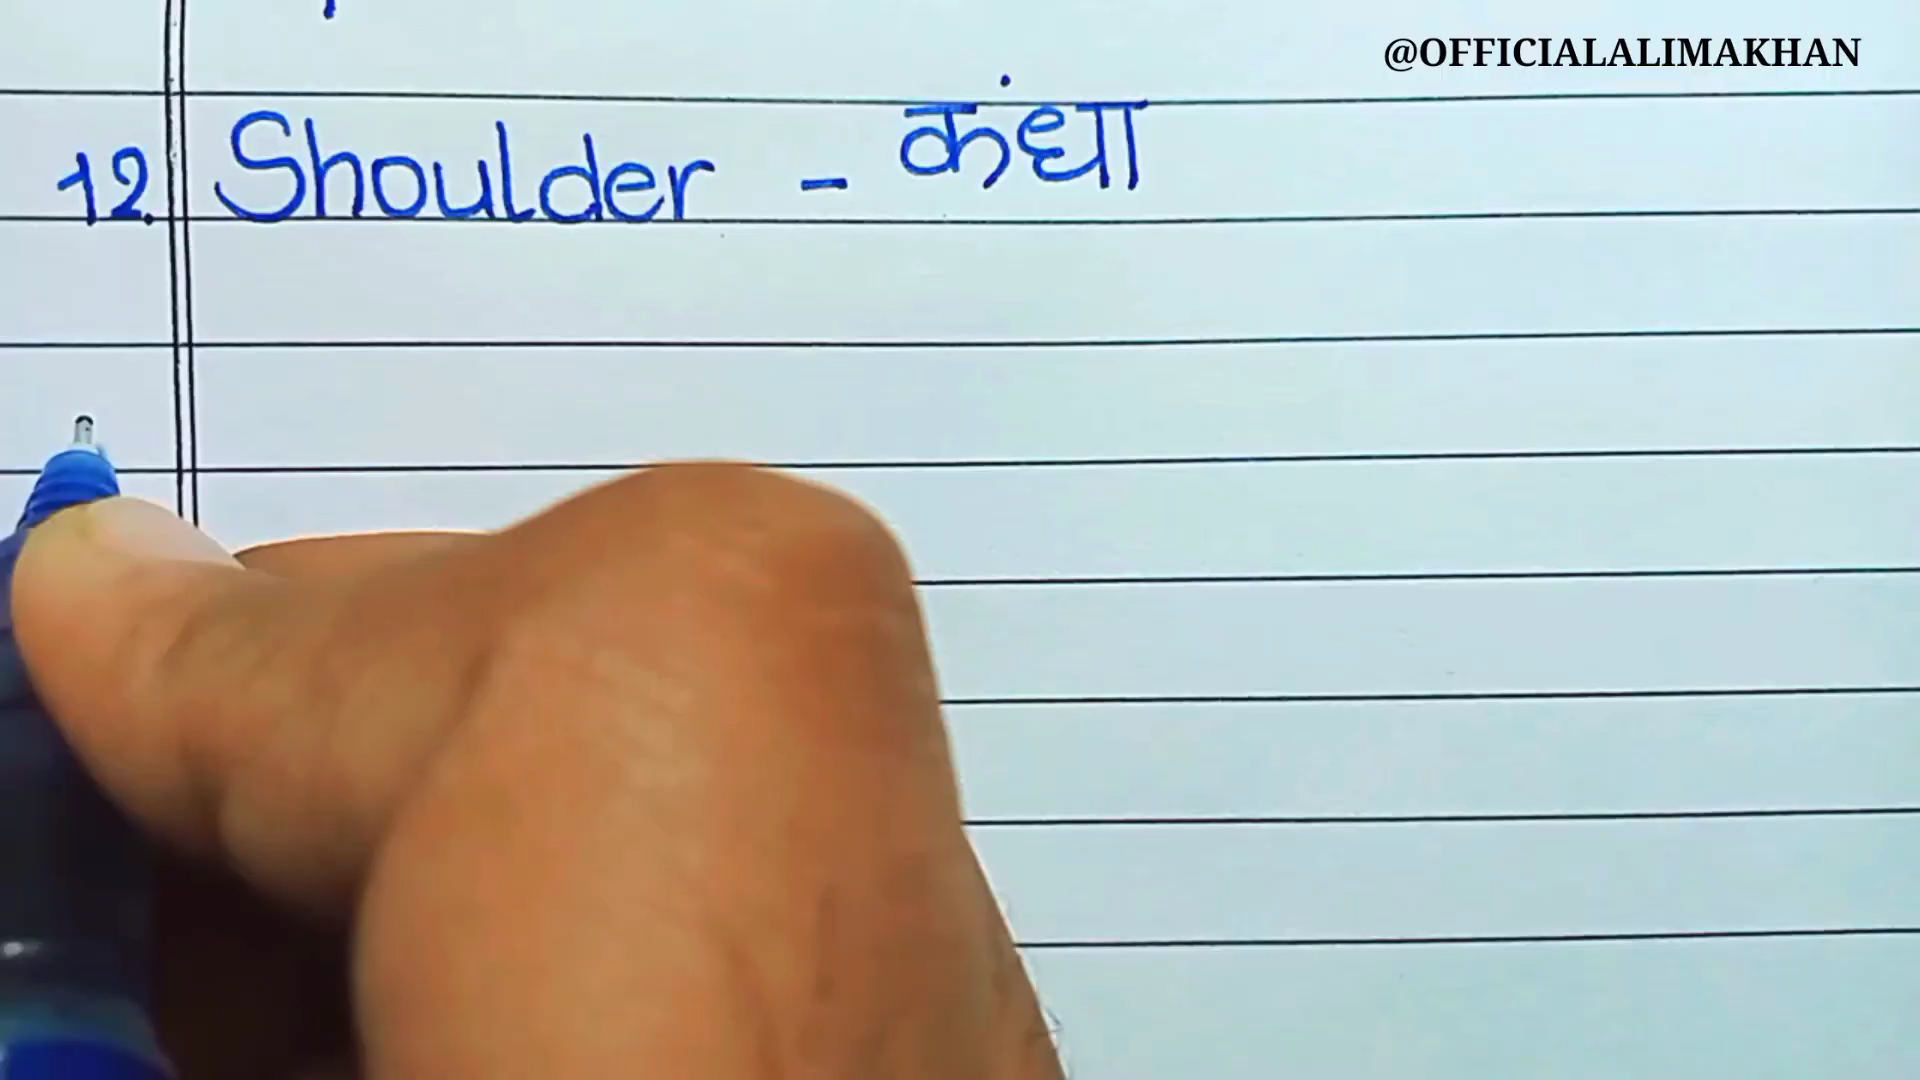 @OFFICIALALIMAKHAN
12. Shoulder - कंधा